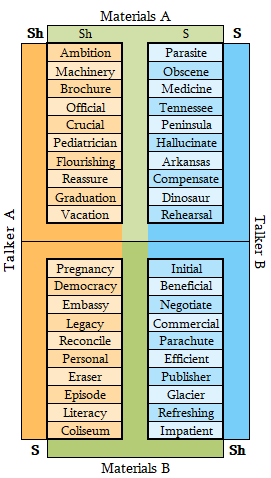 Materials A
Sh Sh S S
Ambition Parasite
Machinery Obscene
Brochure Medicine
Official Tennessee
Crucial Peninsula
Pediatrician Hallucinate
Flourishing Arkansas
Reassure Compensate
Graduation Dinosaur
Vacation Rehearsal
Talker A
Talker B
Pregnancy Initial
Democracy Beneficial
Embassy Negotiate
Legacy Commercial
Reconcile Parachute
Personal Efficient
Eraser Publisher
Episode Glacier
Literacy Refreshing
Coliseum Impatient
S Sh
Materials B